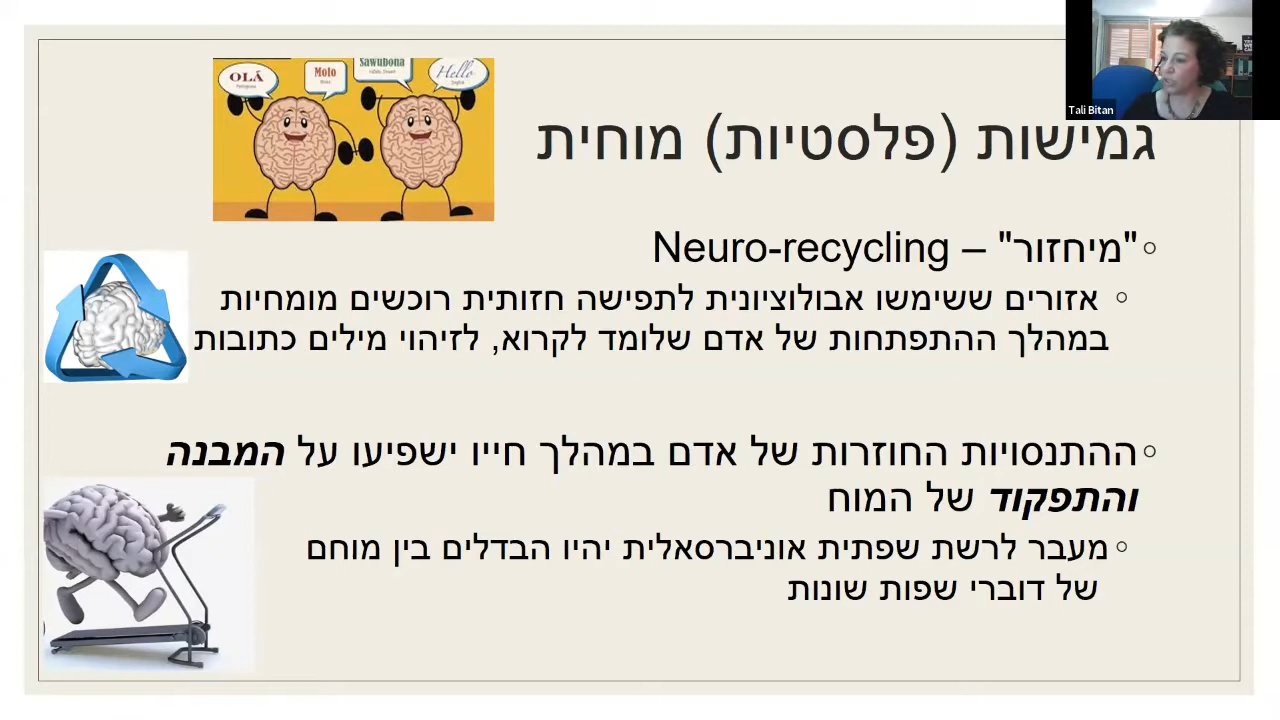 OLÁ
Moto
Sawubona
Hello
English
Tali Bitan
גמישות (פלסטיות) מוחית
"מיחזור" – Neuro-recycling
אזורים ששימשו אבולוציונית לתפישה חזותית רוכשים מומחיות
במהלך ההתפתחות של אדם שלומד לקרוא, לזיהוי מילים כתובות
ההתנסויות החוזרות של אדם במהלך חייו ישפיעו על המבנה
והתפקוד של המוח
מעבר לרשת שפתית אוניברסאלית יהיו הבדלים בין מוחם
של דוברי שפות שונות